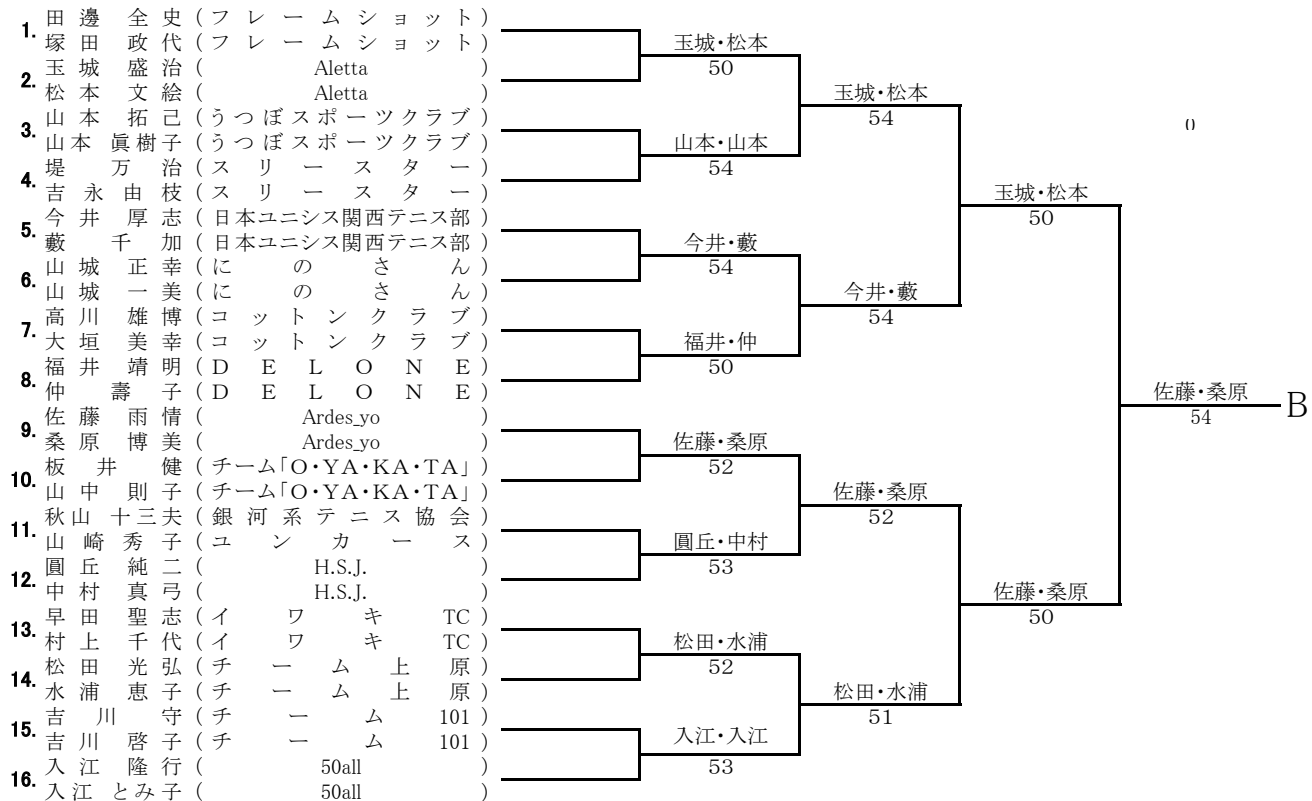 1. 田邊 全史 (フレームショット)
塚田 政代 (フレームショット)
2. 玉城 盛治 ( Aletta )
松本 文絵 ( Aletta )
3. 山本 拓己 (うつぼスポーツクラブ)
山本 眞樹子 (うつぼスポーツクラブ)
4. 堤 万治 (スリースター)
吉永由枝 (スリースター)
5. 今井 厚志 (日本ユニシス関西テニス部)
藪 千加 (日本ユニシス関西テニス部)
6. 山城 正幸 (にのさん)
山城 一美 (にのさん)
7. 高川 雄博 (コットンクラブ)
大垣 美幸 (コットンクラブ)
8. 福井 靖明 (DELONE)
仲 壽子 (DELONE)
9. 佐藤 雨情 ( Ardes_yo )
桑原 博美 ( Ardes_yo )
10. 板井 健 (チーム「O・YA・KA・TA」)
山中 則子 (チーム「O・YA・KA・TA」)
11. 秋山 十三夫 (銀河系テニス協会)
山崎秀子 (ユンカース)
12. 圓丘 純二 ( H.S.J. )
中村 真弓 ( H.S.J. )
13. 早田 聖志 (イワキ TC)
村上 千代 (イワキ TC)
14. 松田 光弘 (チーム上原)
水浦 恵子 (チーム上原)
15. 吉川 守 (チーム 101)
吉川 啓子 (チーム 101)
16. 入江 隆行 ( 50all )
入江 とみ子 ( 50all )
玉城・松本
50
山本・山本
54
今井・藪
54
福井・仲
50
佐藤・桑原
52
圓丘・中村
53
松田・水浦
52
入江・入江
53
玉城・松本
54
今井・藪
54
佐藤・桑原
52
松田・水浦
51
玉城・松本
50
佐藤・桑原
50
佐藤・桑原
54
B
0